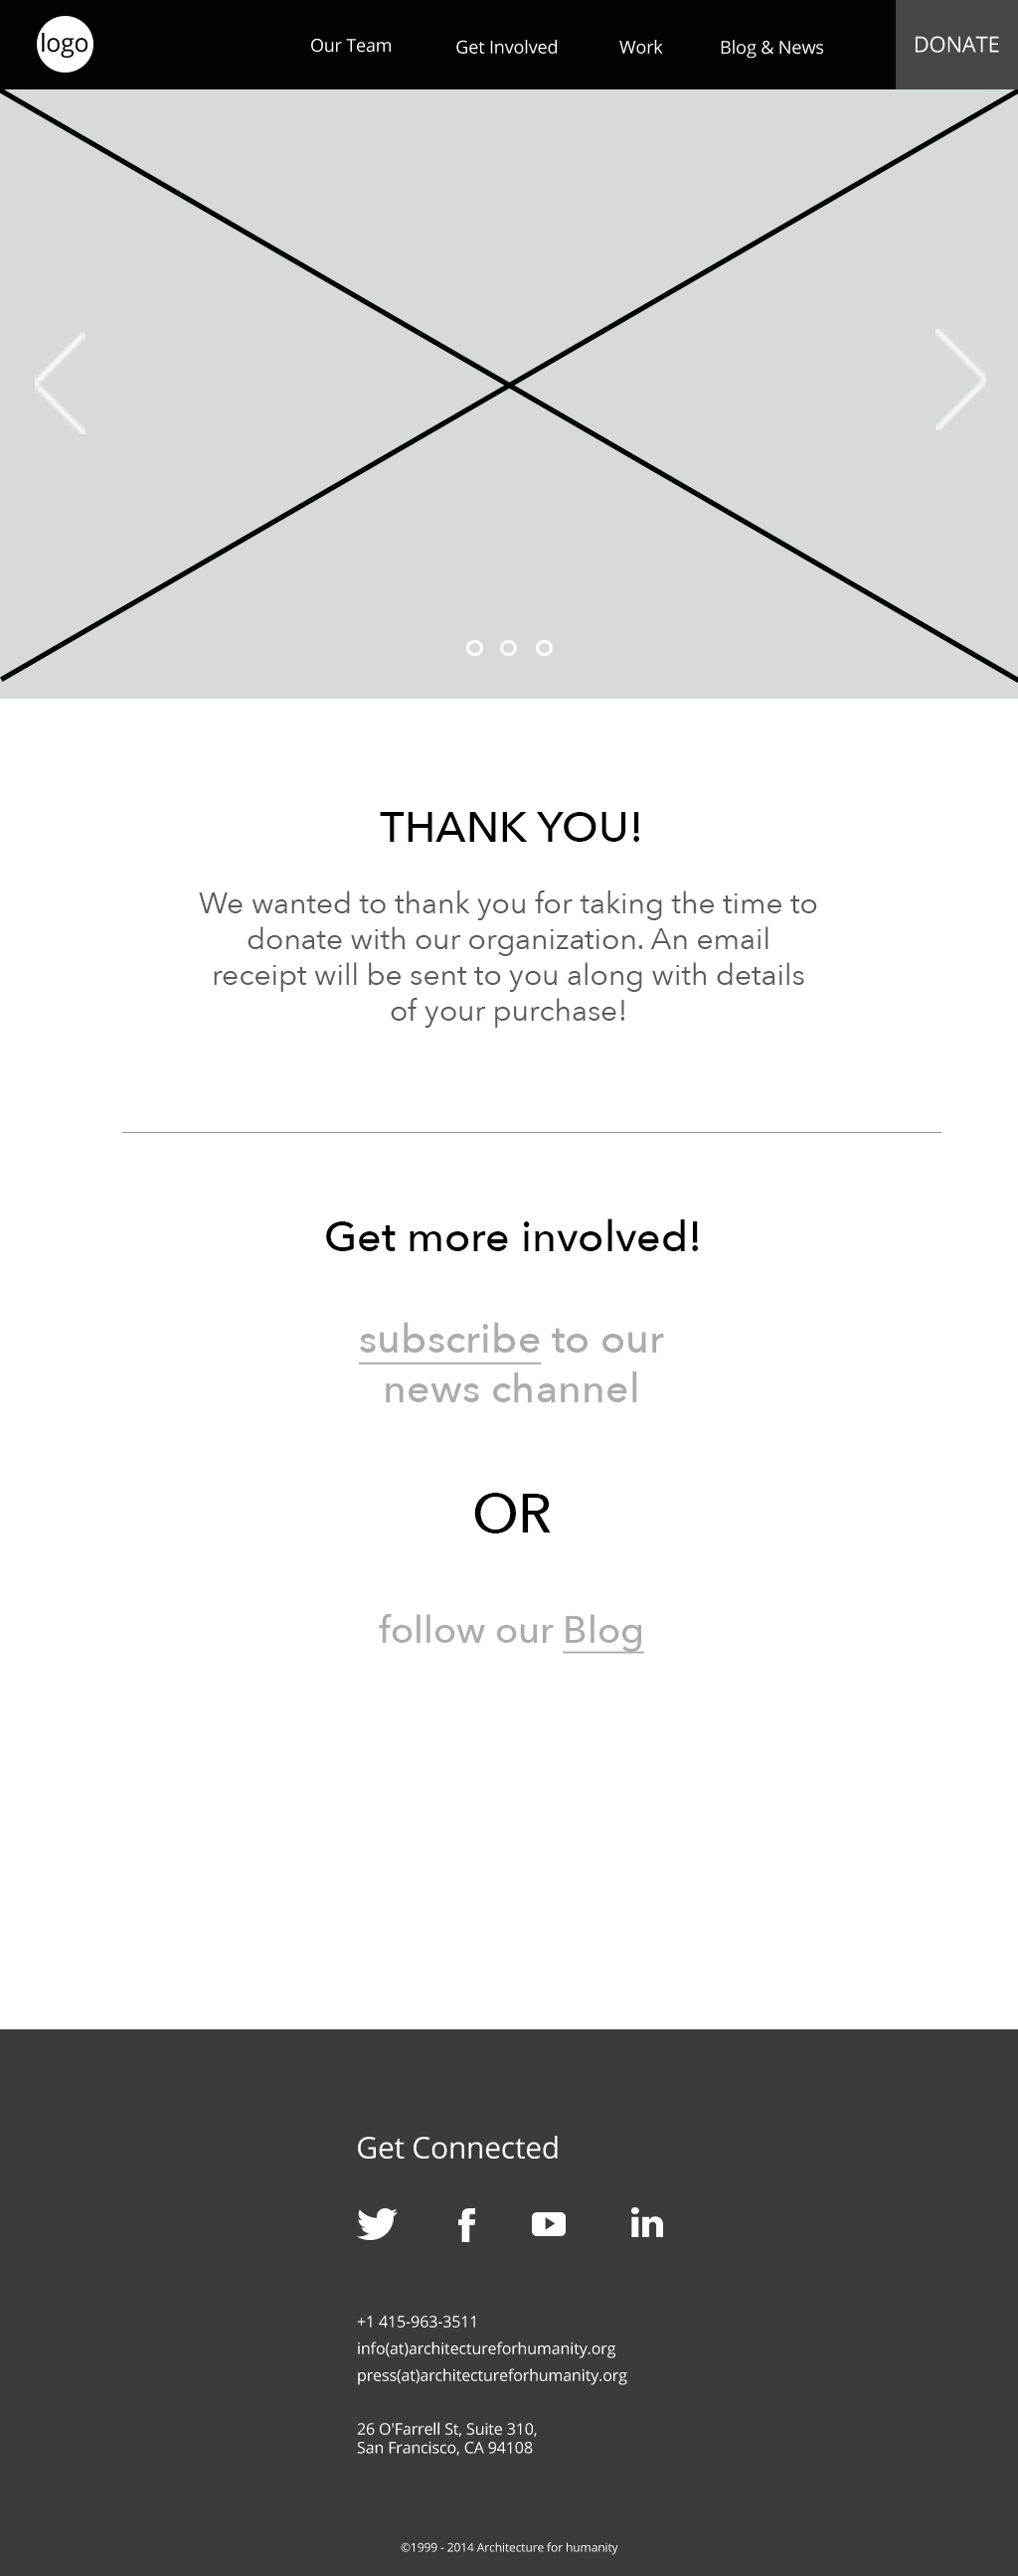 logo
Our Team
Get Involved
Work
Blog & News
DONATE
THANK YOU!
We wanted to thank you for taking the time to
donate with our organization. An email
receipt will be sent to you along with details
of your purchase!
Get more involved!
subscribe to our
news channel
OR
follow our Blog
Get Connected
+1 415-963-3511
info(at)architectureforhumanity.org
press(at)architectureforhumanity.org
26 O'Farrell St, Suite 310,
San Francisco, CA 94108
©1999 - 2014 Architecture for humanity